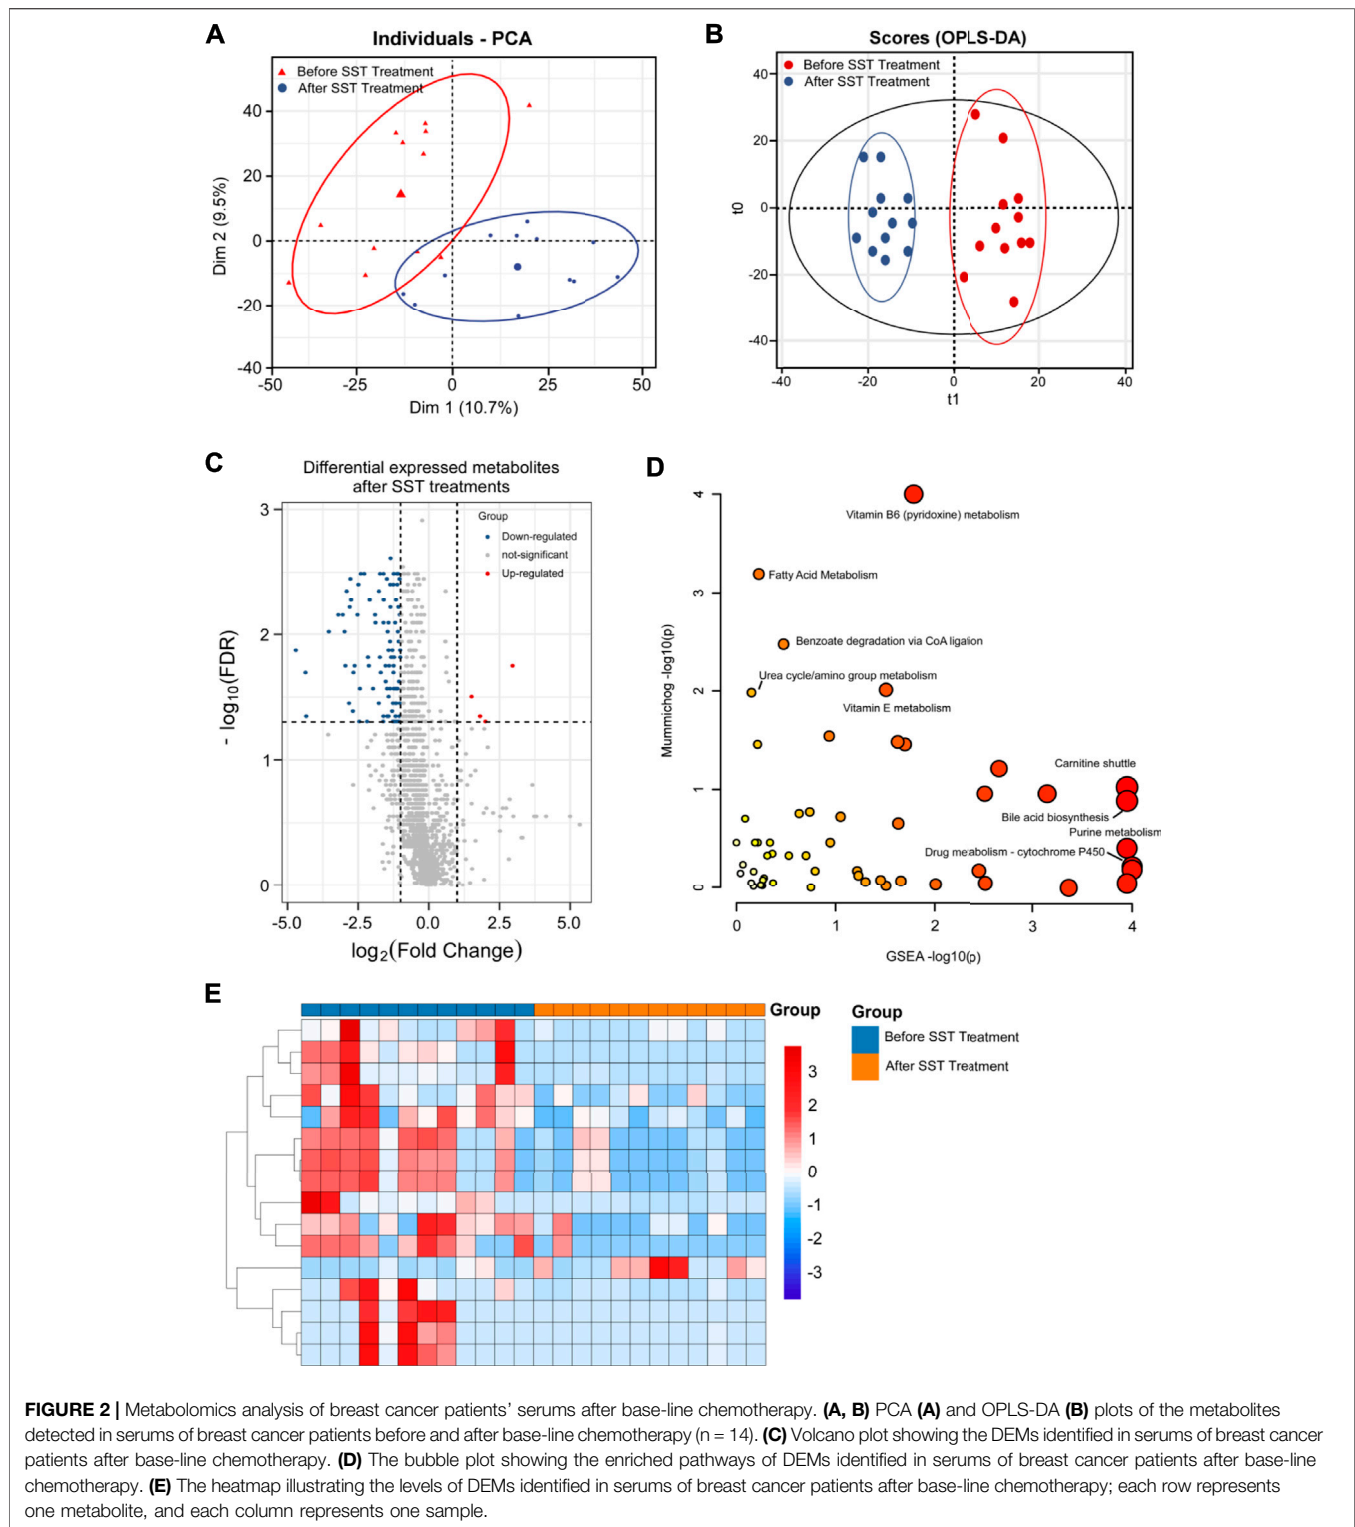 A
Individuals - PCA
Before SST Treatment
After SST Treatment
40
20
0
-20
-40
Dim 2 (9.5%)
-50
-25
0
25
50
Dim 1 (10.7%)
B
Scores (OPLS-DA)
Before SST Treatment
After SST Treatment
40
20
0
-20
-40
t0
-40
-20
0
20
40
t1
C
Differential expressed metabolites
after SST treatments
Group
Down-regulated
not-significant
Up-regulated
3
2
1
0
- log10(FDR)
-5.0
-2.5
0.0
2.5
5.0
log2(Fold Change)
D
4
3
2
1
0
Mummichog -log10(p)
Vitamin B6 (pyridoxine) metabolism
Fatty Acid Metabolism
Benzoate degradation via CoA ligaion
Urea cycle/amino group metabolism
Vitamin E metabolism
Carnitine shuttle
Bile acid biosynthesis
Purine metabolism
Drug metabolism - cytochrome P450
0
1
2
3
4
GSEA -log10(p)
E
Group
3
2
1
0
-1
-2
-3
Group
Before SST Treatment
After SST Treatment
FIGURE 2 | Metabolomics analysis of breast cancer patients’ serums after base-line chemotherapy. (A, B) PCA (A) and OPLS-DA (B) plots of the metabolites
detected in serums of breast cancer patients before and after base-line chemotherapy (n = 14). (C) Volcano plot showing the DEMs identified in serums of breast cancer
patients after base-line chemotherapy. (D) The bubble plot showing the enriched pathways of DEMs identified in serums of breast cancer patients after base-line
chemotherapy. (E) The heatmap illustrating the levels of DEMs identified in serums of breast cancer patients after base-line chemotherapy; each row represents
one metabolite, and each column represents one sample.